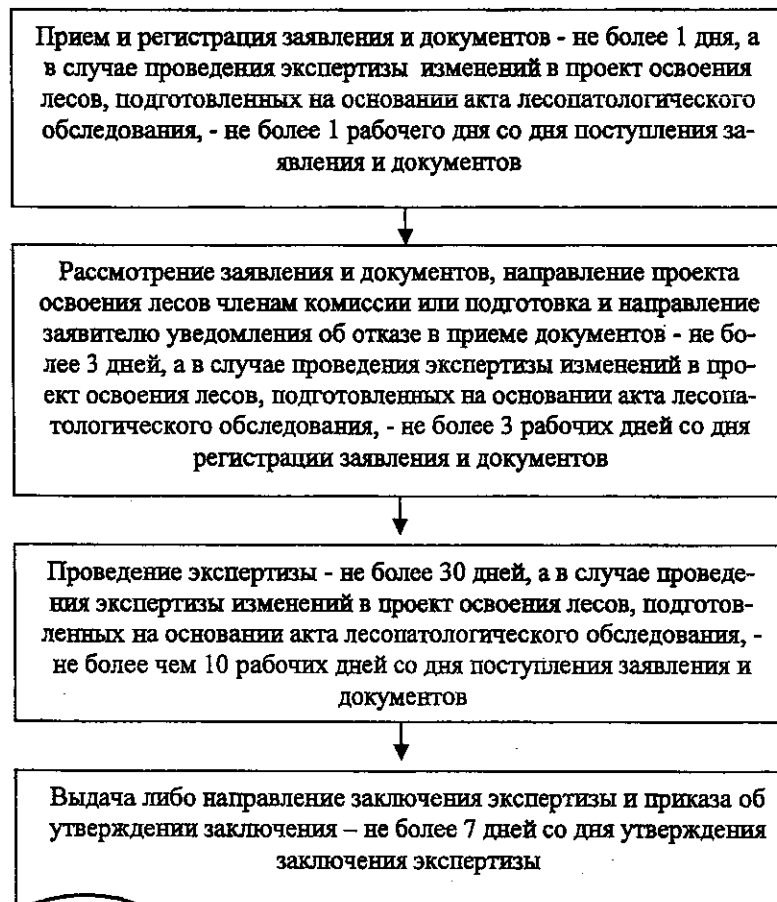 Прием и регистрация заявления и документов - не более 1 дня, а
в случае проведения экспертизы изменений в проект освоения
лесов, подготовленных на основании акта лесопатологического
обследования, - не более 1 рабочего дня со дня поступления за-
явления и документов
Рассмотрение заявления и документов, направление проекта
освоения лесов членам комиссии или подготовка и направление
заявителю уведомления об отказе в приеме документов - не бо-
лее 3 дней, а в случае проведения экспертизы изменений в про-
ект освоения лесов, подготовленных на основании акта лесопа-
тологического обследования, - не более 3 рабочих дней со дня
регистрации заявления и документов
Проведение экспертизы - не более 30 дней, а в случае проведе-
ния экспертизы изменений в проект освоения лесов, подготов-
ленных на основании акта лесопатологического обследования, -
не более чем 10 рабочих дней со дня поступления заявления и
документов
Выдача либо направление заключения экспертизы и приказа об
утверждении заключения – не более 7 дней со дня утверждения
заключения экспертизы